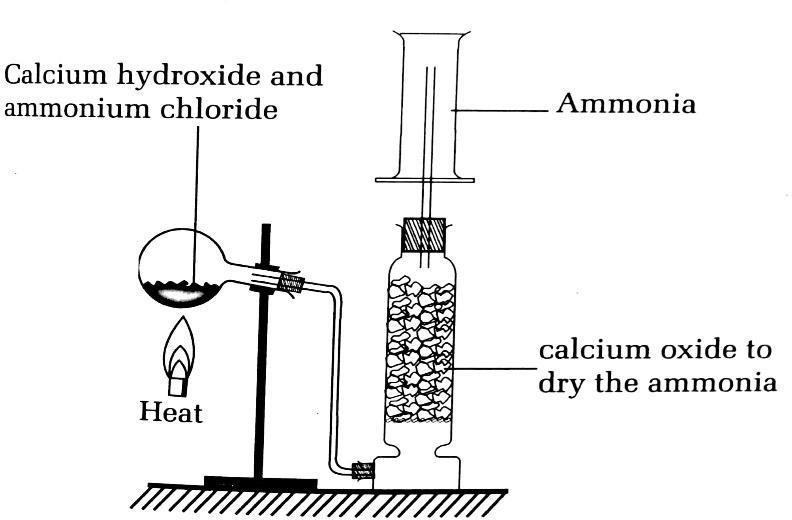 Calcium hydroxide and
ammonium chloride
Ammonia
calcium oxide to
dry the ammonia
Heat